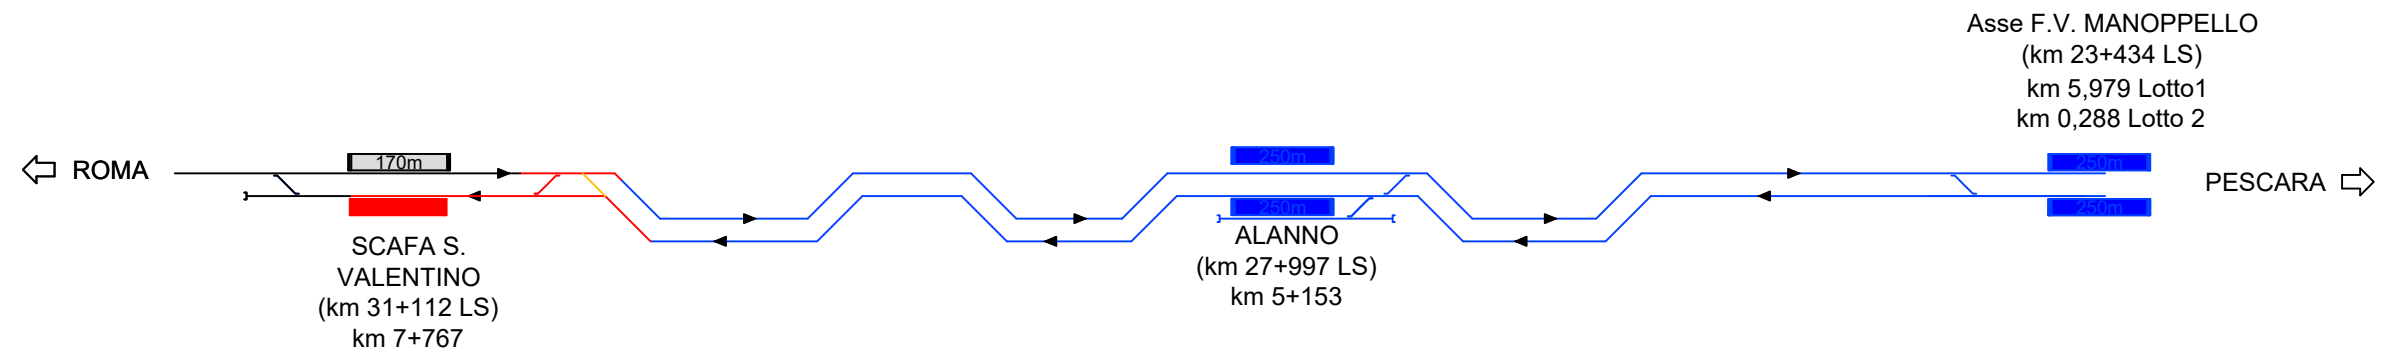 Asse F.V. MANOPPELLO
(km 23+434 LS)
km 5,979 Lotto1
km 0,288 Lotto 2
ROMA
170m
250m
250m
PESCARA
250m
250m
SCAFA S.
VALENTINO
(km 31+112 LS)
km 7+767
ALANNO
(km 27+997 LS)
km 5+153